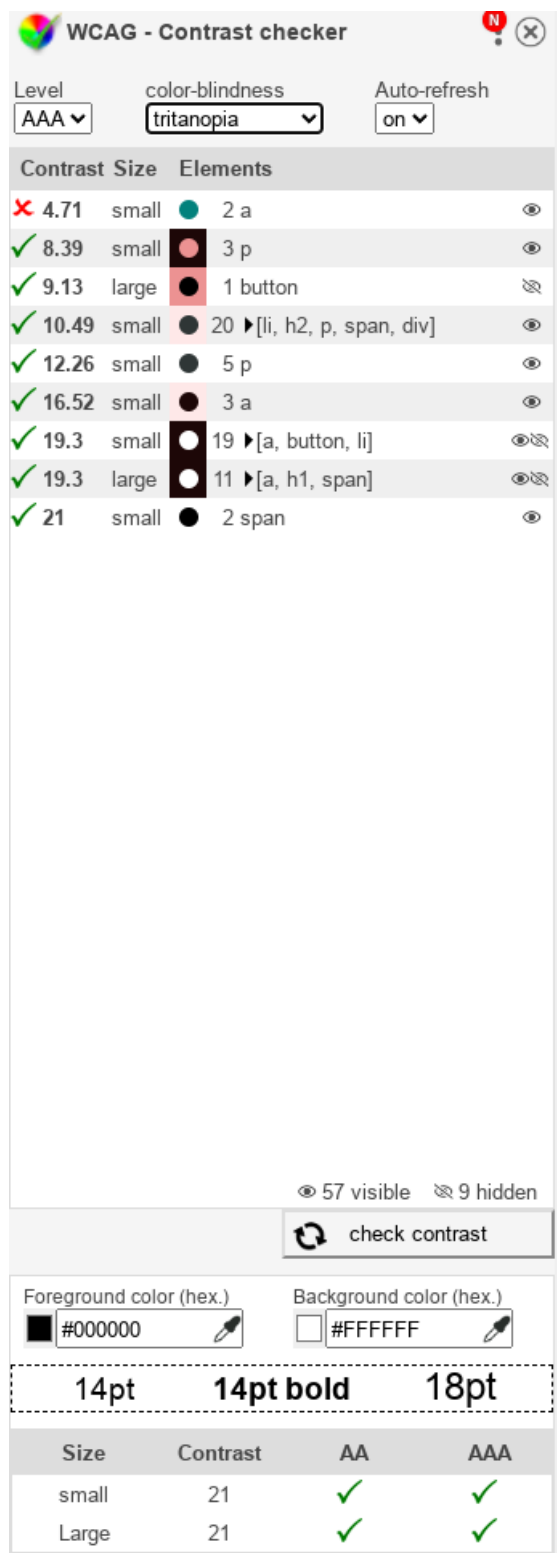 WCAG - Contrast checker
N
Level color-blindness Auto-refresh
AAA tritanopia on
Contrast Size Elements
4.71 small 2 a
8.39 small 3 p
9.13 large 1 button
10.49 small 20 [li, h2, p, span, div]
12.26 small 5 p
16.52 small 3 a
19.3 small 19 [a, button, li]
19.3 large 11 [a, h1, span]
21 small 2 span
57 visible 9 hidden
check contrast
Foreground color (hex.) Background color (hex.)
#000000 #FFFFFF
14pt 14pt bold 18pt
Size Contrast AA AAA
small 21
Large 21